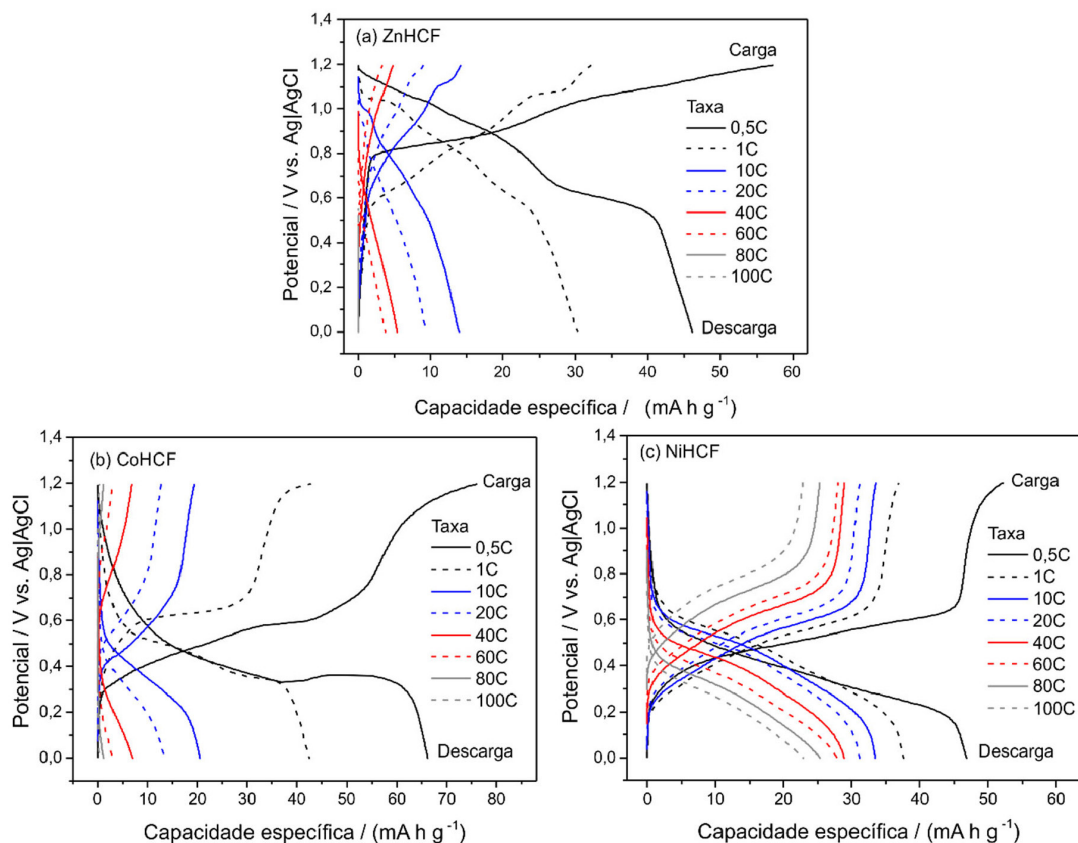 (a) ZnHCF
Carga
Taxa
0,5C
1C
10C
20C
40C
60C
80C
100C
Descarga
1,4
1,2
1,0
0,8
0,6
0,4
0,2
0,0
Potencial / V vs. Ag|AgCl
0 10 20 30 40 50 60
Capacidade específica / (mA h g⁻¹)
(b) CoHCF
Carga
Taxa
0,5C
1C
10C
20C
40C
60C
80C
100C
Descarga
1,4
1,2
1,0
0,8
0,6
0,4
0,2
0,0
Potencial / V vs. Ag|AgCl
0 10 20 30 40 50 60 70 80
Capacidade específica / (mA h g⁻¹)
(c) NiHCF
Carga
Taxa
0,5C
1C
10C
20C
40C
60C
80C
100C
Descarga
1,4
1,2
1,0
0,8
0,6
0,4
0,2
0,0
Potencial / V vs. Ag|AgCl
0 10 20 30 40 50 60
Capacidade específica / (mA h g⁻¹)